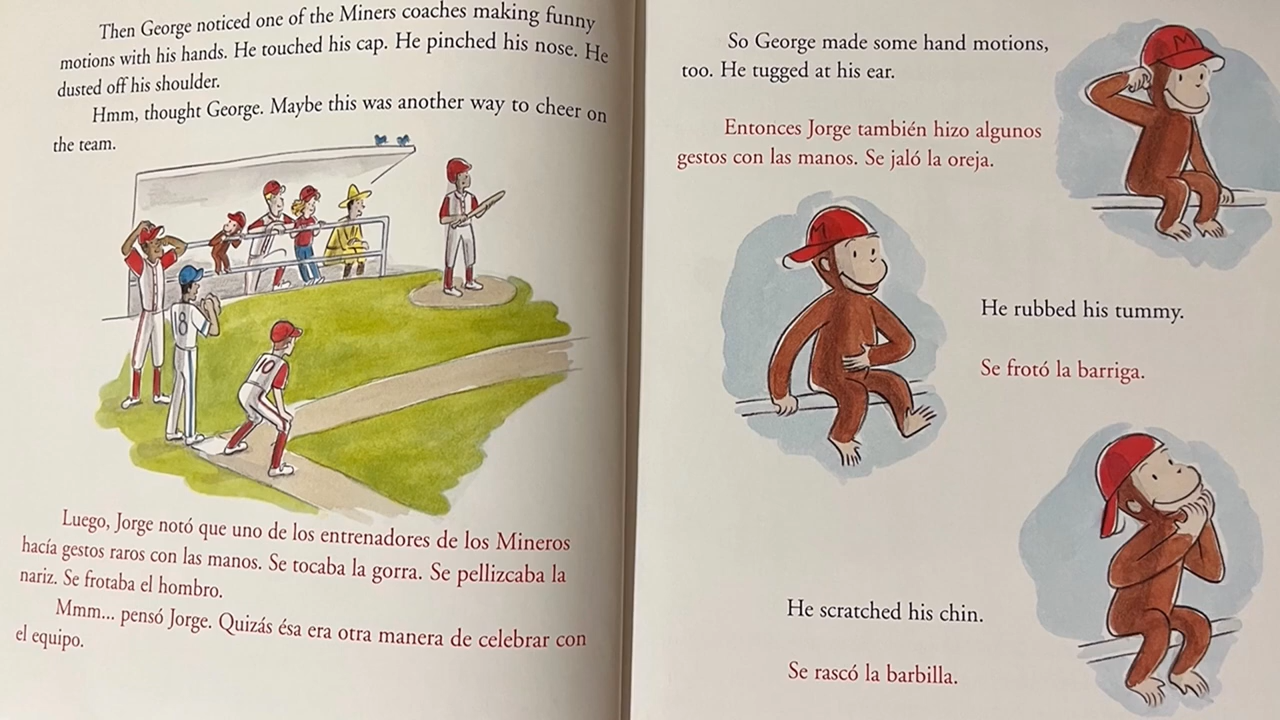 Then George noticed one of the Miners coaches making funny
motions with his hands. He touched his cap. He pinched his nose. He
dusted off his shoulder.
Hmm, thought George. Maybe this was another way to cheer on
the team.
8
10
Luego, Jorge notó que uno de los entrenadores de los Mineros
hacía gestos raros con las manos. Se tocaba la gorra. Se pellizcaba la
nariz. Se frotaba el hombro.
Mmm... pensó Jorge. Quizás ésa era otra manera de celebrar con
el equipo.
So George made some hand motions,
too. He tugged at his ear.
M
Entonces Jorge también hizo algunos
gestos con las manos. Se jaló la oreja.
M
He rubbed his tummy.
Se frotó la barriga.
He scratched his chin.
Se rascó la barbilla.